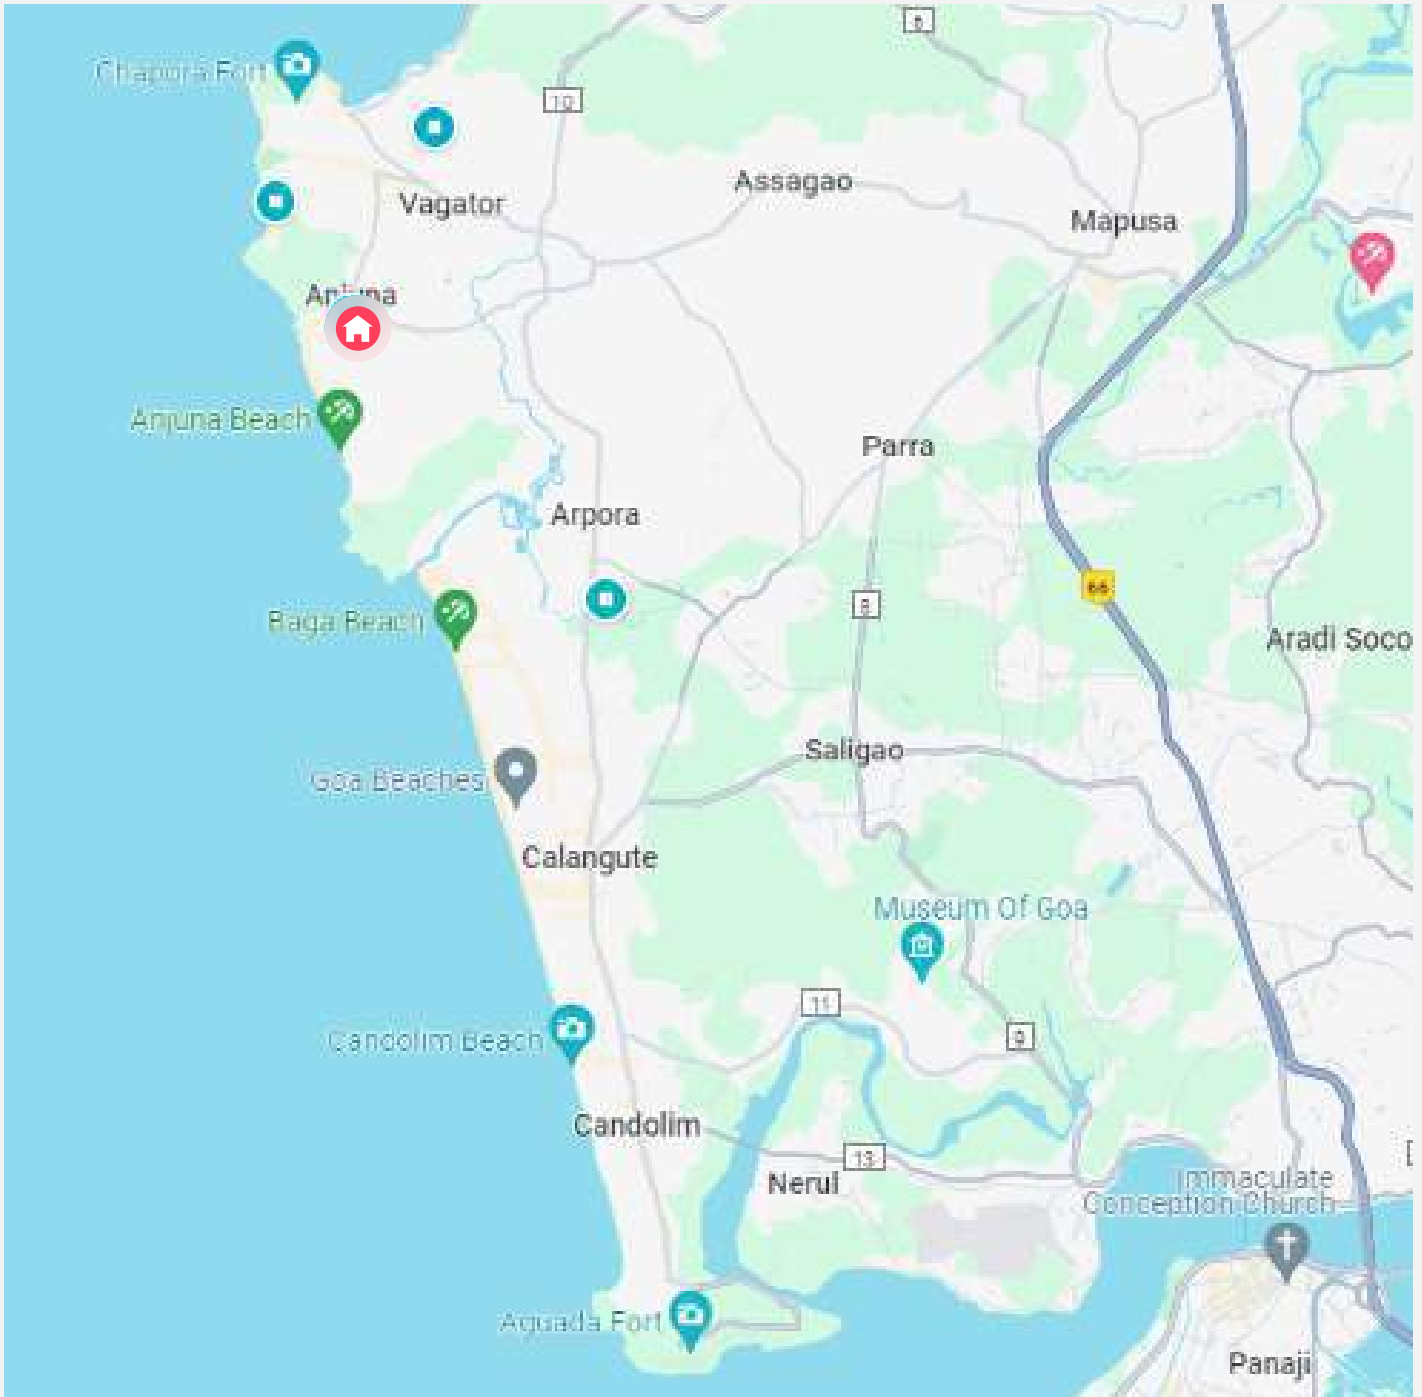 8
Chapora Fort
10
Assagao
Vagator
Mapusa
Anjuna
Anjuna Beach
Parra
Arpora
66
8
Baga Beach
Aradi Soco
Saligao
Goa Beaches
Calangute
Museum Of Goa
11
9
Candolim Beach
Candolim
13
Nerul
Immaculate
Conception Church
Aguada Fort
Panaji